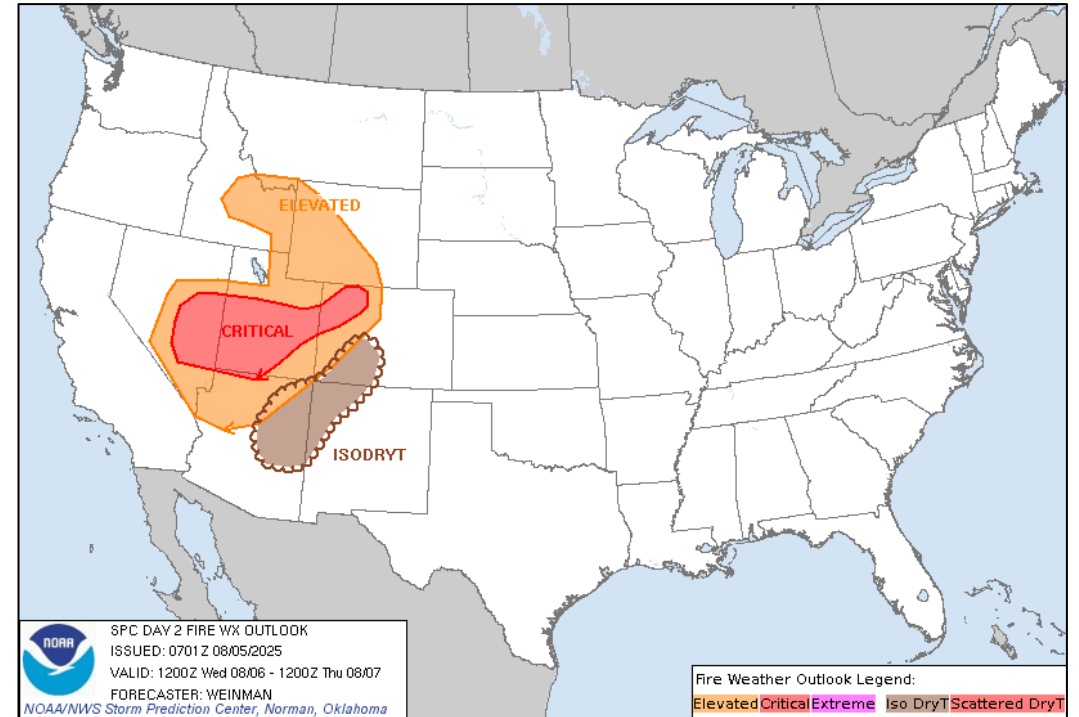 ELEVATED
CRITICAL
ISODRYT
NOAA
SPC DAY 2 FIRE WX OUTLOOK
ISSUED: 0701Z 08/05/2025
VALID: 1200Z Wed 08/06 - 1200Z Thu 08/07
FORECASTER: WEINMAN
NOAA/NWS Storm Prediction Center, Norman, Oklahoma
Fire Weather Outlook Legend:
Elevated Critical Extreme Iso DryT Scattered DryT